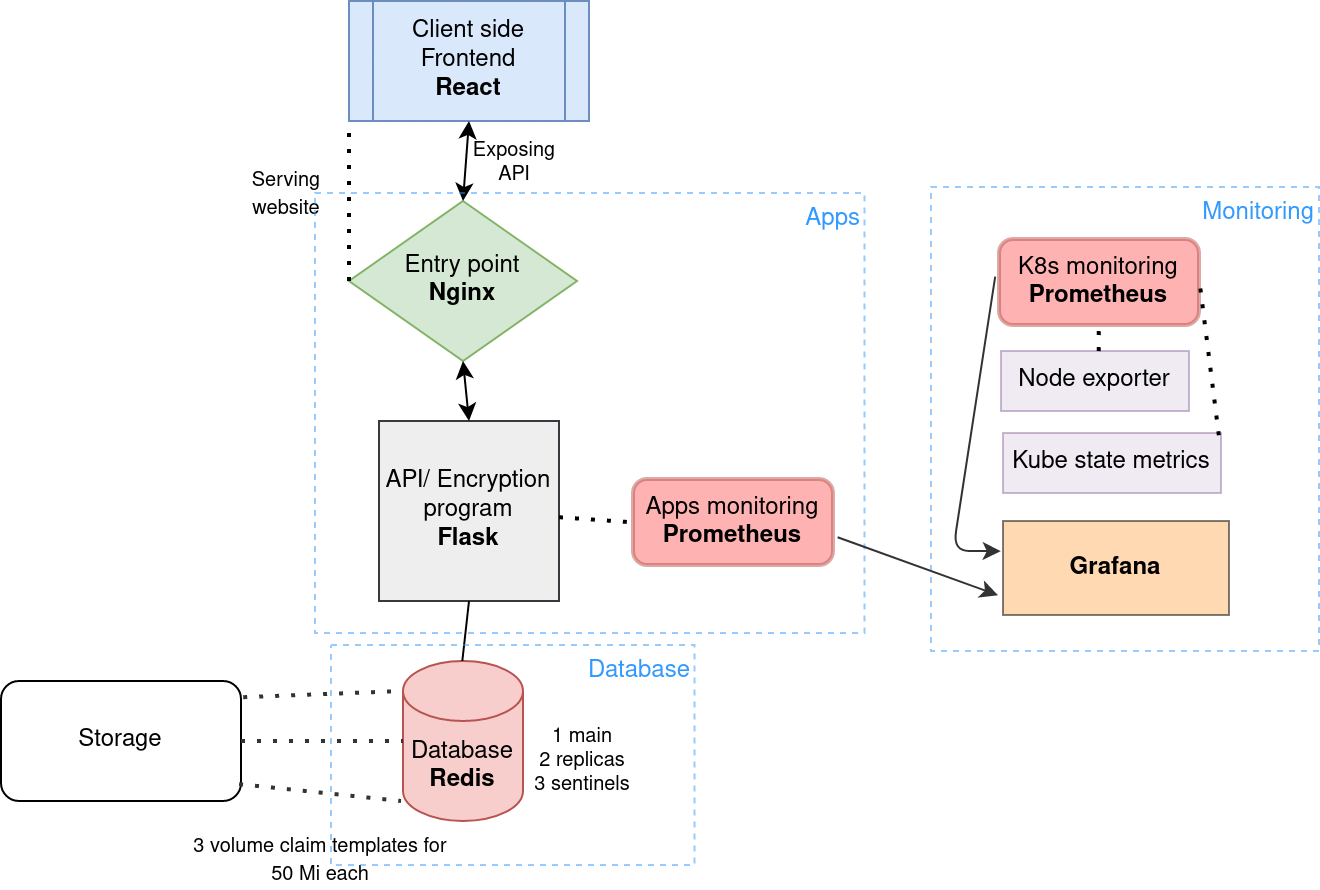 Client side
Frontend
React
Exposing
API
Serving
website
Apps
Monitoring
Entry point
Nginx
K8s monitoring
Prometheus
Node exporter
Kube state metrics
API/ Encryption
program
Flask
Apps monitoring
Prometheus
Grafana
Database
Storage
Database
Redis
1 main
2 replicas
3 sentinels
3 volume claim templates for
50 Mi each